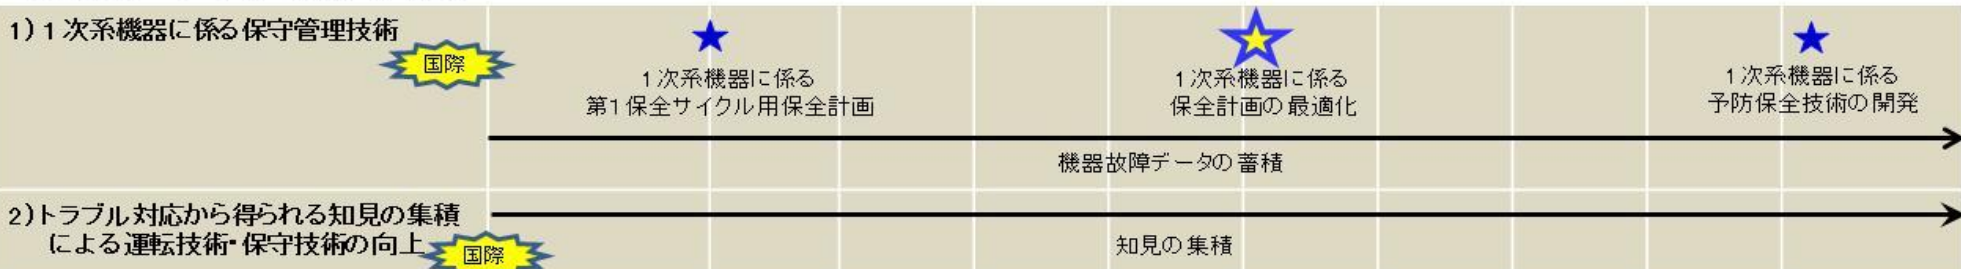 1)1次系機器に係る保守管理技術
国際
1次系機器に係る
第1保全サイクル用保全計画
1次系機器に係る
保全計画の最適化
1次系機器に係る
予防保全技術の開発
機器故障データの蓄積
2)トラブル対応から得られる知見の集積
による運転技術・保守技術の向上
国際
知見の集積